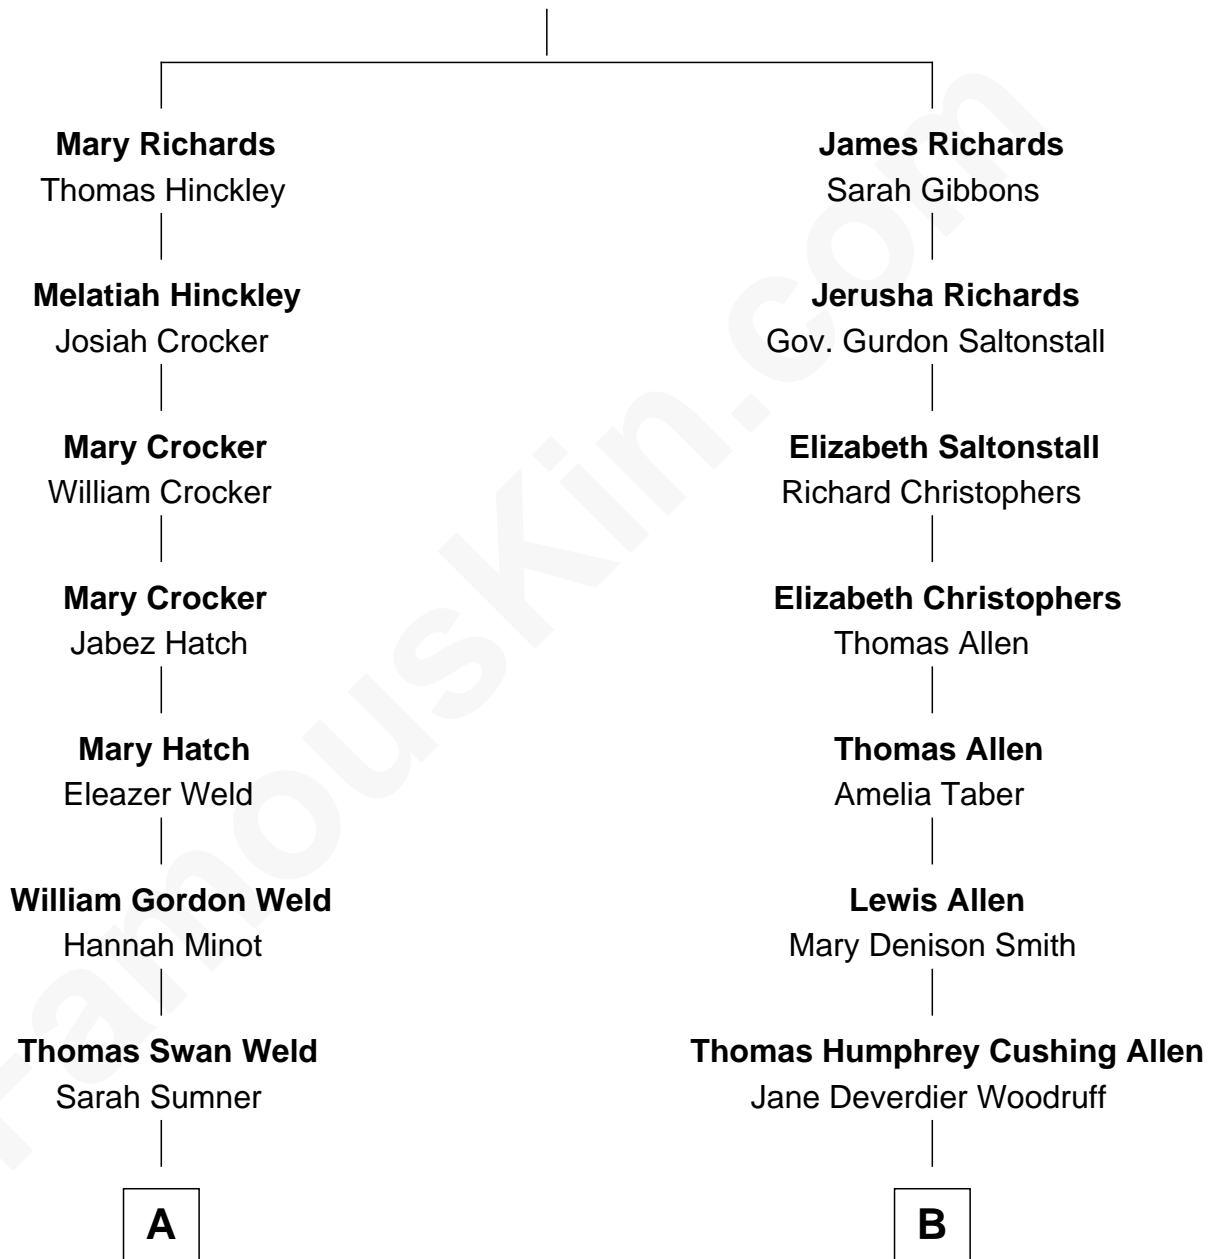 Mary Richards
Thomas Hinckley
James Richards
Sarah Gibbons
Melatiah Hinckley
Josiah Crocker
Jerusha Richards
Gov. Gurdon Saltonstall
Mary Crocker
William Crocker
Elizabeth Saltonstall
Richard Christophers
Mary Crocker
Jabez Hatch
Elizabeth Christophers
Thomas Allen
Mary Hatch
Eleazer Weld
Thomas Allen
Amelia Taber
William Gordon Weld
Hannah Minot
Lewis Allen
Mary Denison Smith
Thomas Swan Weld
Sarah Sumner
Thomas Humphrey Cushing Allen
Jane Deverdier Woodruff
A
B
FamousKin.com